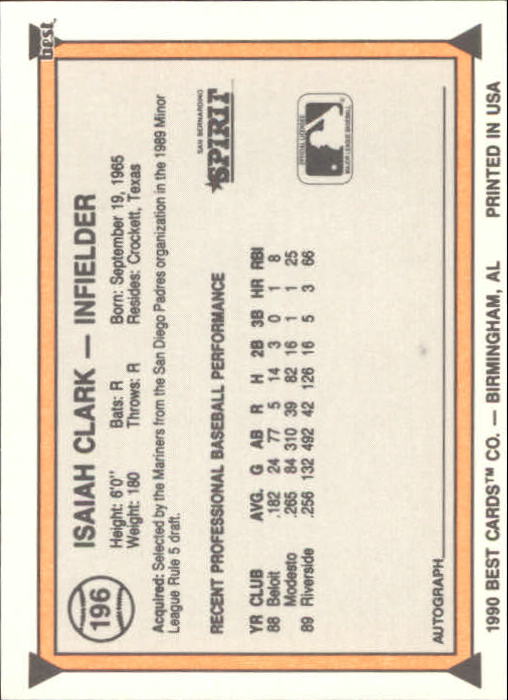 best
196
ISAIAH CLARK — INFIELDER
Height: 6'0" Bats: R Born: September 19, 1965
Weight: 180 Throws: R Resides: Crockett, Texas
Acquired: Selected by the Mariners from the San Diego Padres organization in the 1989 Minor
League Rule 5 draft.
SAN BERNARDINO
SPIRIT
RECENT PROFESSIONAL BASEBALL PERFORMANCE
YR CLUB AVG. G AB R H 2B 3B HR RBI
88 Beloit .182 24 77 5 14 3 0 1 8
Modesto .265 84 310 39 82 16 1 1 25
89 Riverside .256 132 492 42 126 16 5 3 66
OFFICIAL LICENSEE
MAJOR LEAGUE BASEBALL
AUTOGRAPH
1990 BEST CARDS™ CO. — BIRMINGHAM, AL PRINTED IN USA